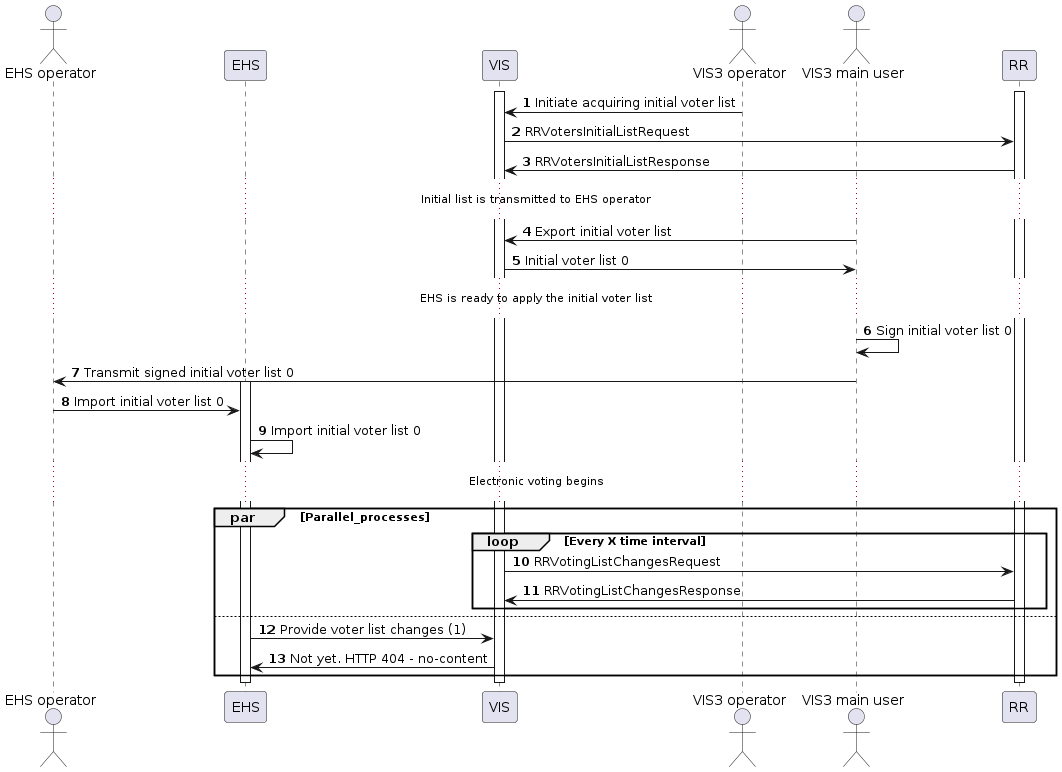 EHS operator
EHS
VIS
VIS3 operator
VIS3 main user
RR
1 Initiate acquiring initial voter list
2 RRVotersInitialListRequest
3 RRVotersInitialListResponse
Initial list is transmitted to EHS operator
4 Export initial voter list
5 Initial voter list 0
EHS is ready to apply the initial voter list
6 Sign initial voter list 0
7 Transmit signed initial voter list 0
8 Import initial voter list 0
9 Import initial voter list 0
Electronic voting begins
par [Parallel_processes]
loop [Every X time interval]
10 RRVotingListChangesRequest
11 RRVotingListChangesResponse
12 Provide voter list changes (1)
13 Not yet. HTTP 404 - no-content
EHS operator
EHS
VIS
VIS3 operator
VIS3 main user
RR